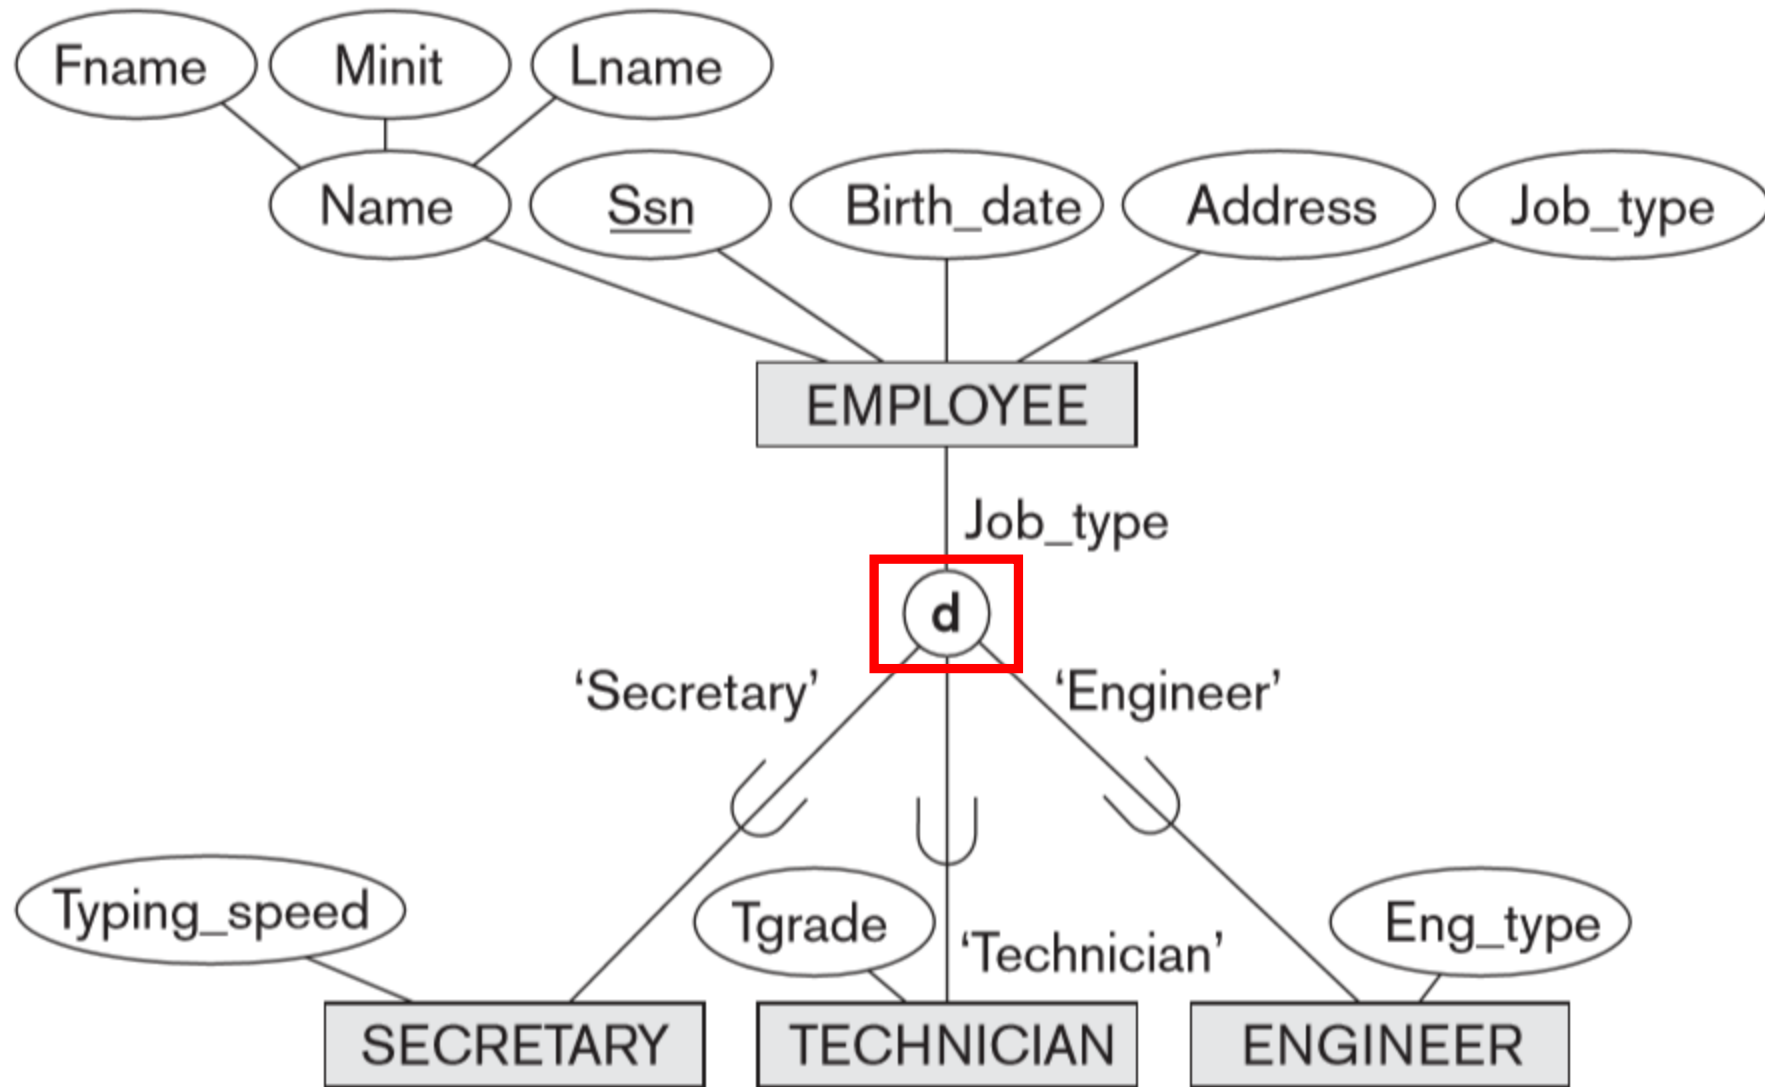 Fname Minit Lname
Name Ssn Birth_date Address Job_type
EMPLOYEE
Job_type
d
‘Secretary’ ‘Engineer’
Typing_speed Tgrade ‘Technician’ Eng_type
SECRETARY TECHNICIAN ENGINEER